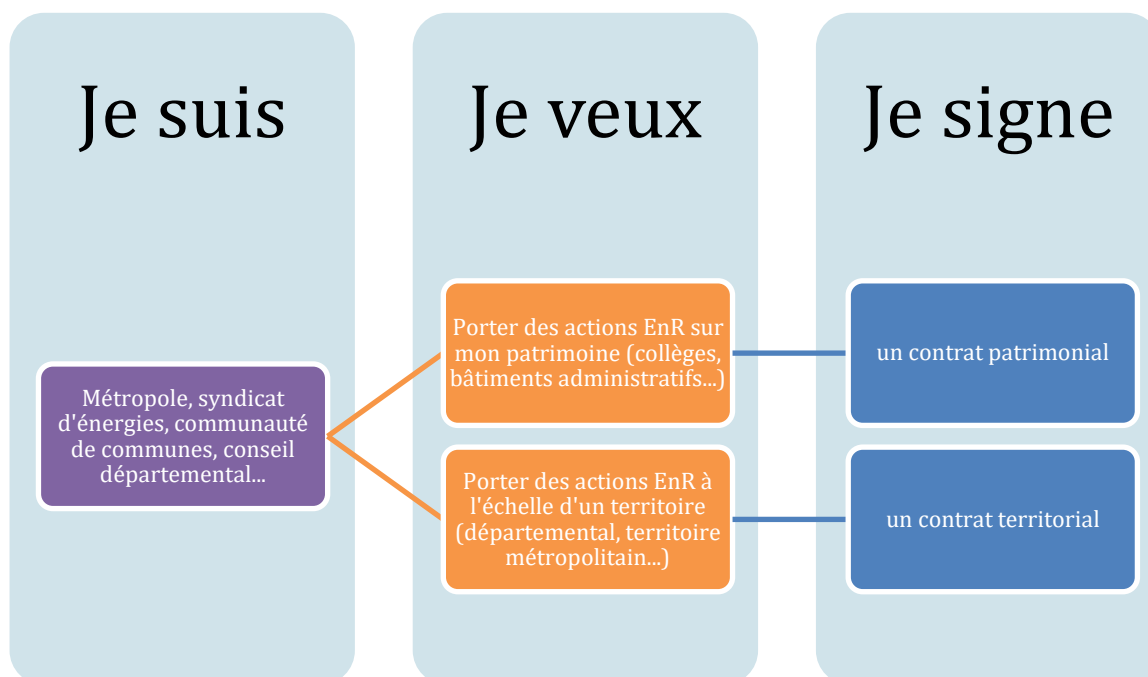 Je suis
Je veux
Je signe
Métropole, syndicat
d'énergies, communauté
de communes, conseil
départemental...
Porter des actions EnR sur
mon patrimoine (collèges,
bâtiments administratifs...)
un contrat patrimonial
Porter des actions EnR à
l'échelle d'un territoire
(départemental, territoire
métropolitain...)
un contrat territorial